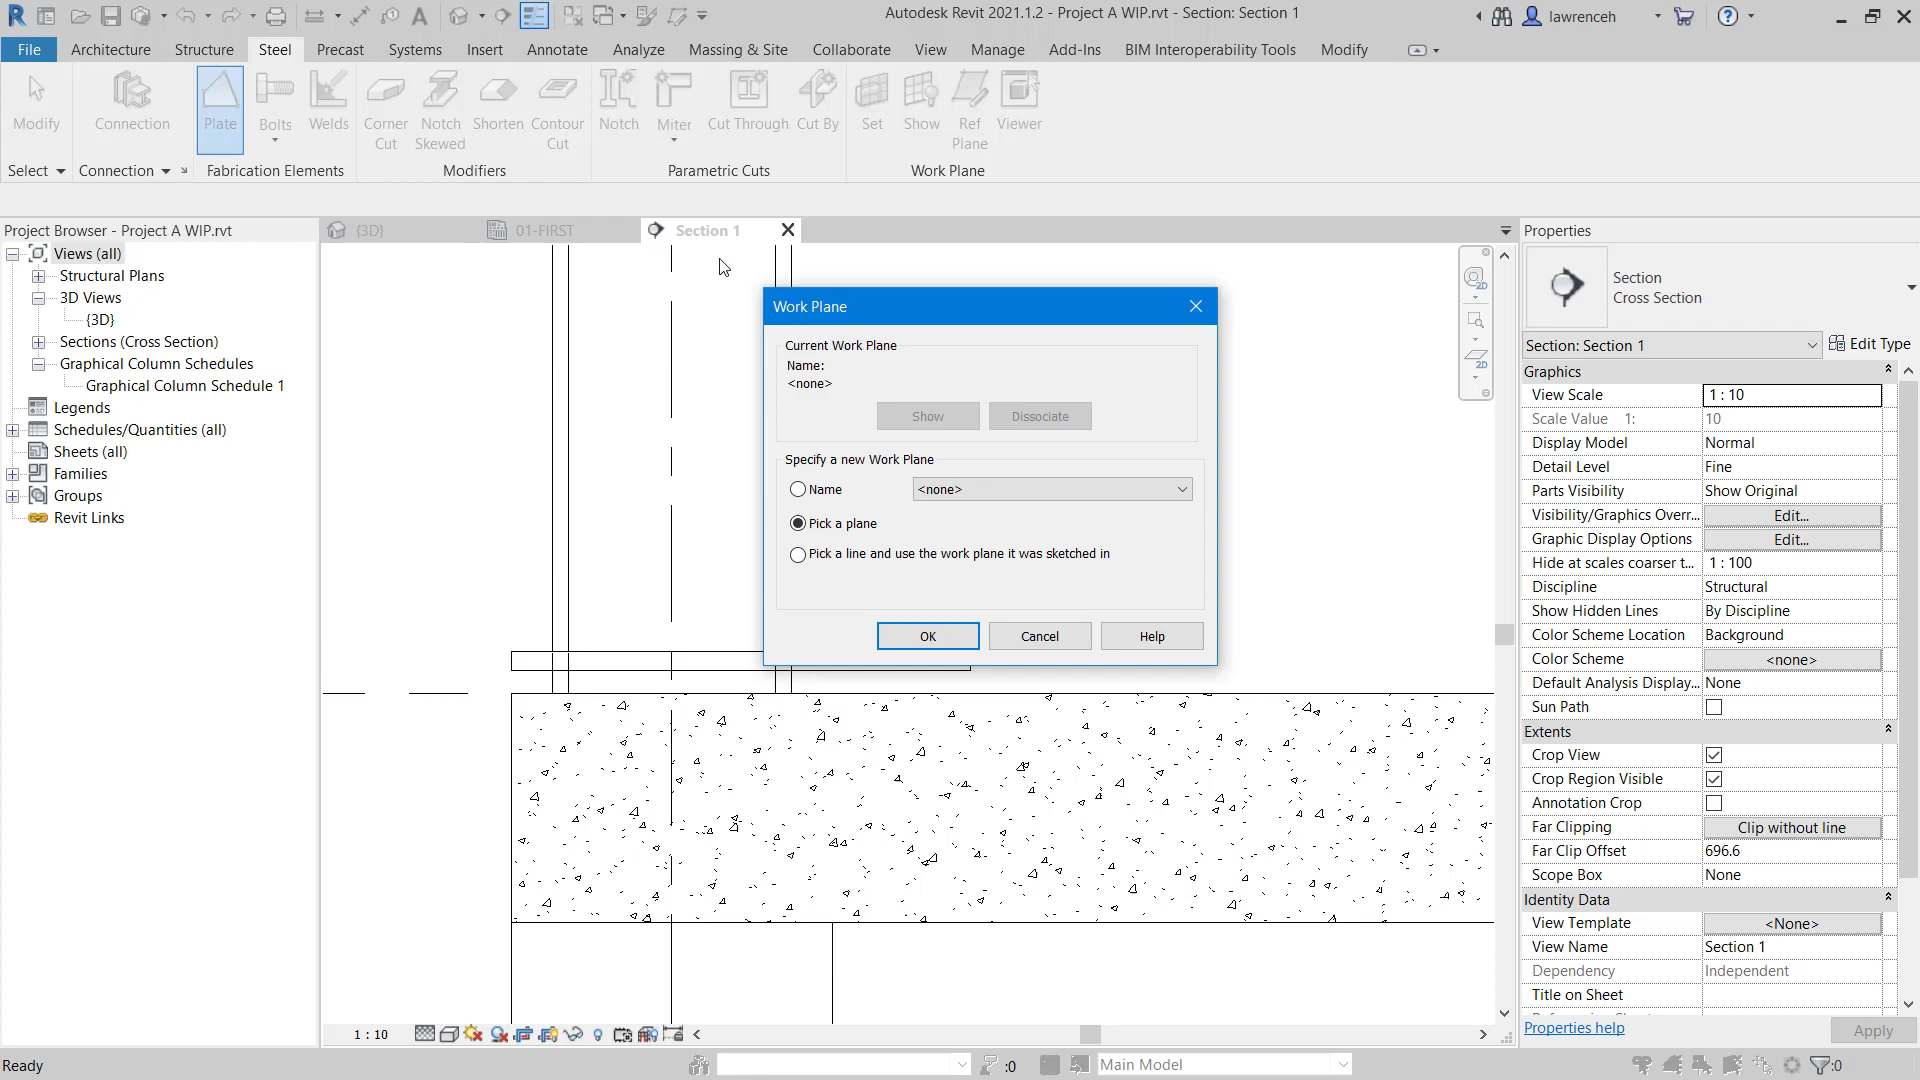 Autodesk Revit 2021.1.2 - Project A WIP.rvt - Section: Section 1
lawrenceh
File
Architecture
Structure
Steel
Precast
Systems
Insert
Annotate
Analyze
Massing & Site
Collaborate
View
Manage
Add-Ins
BIM Interoperability Tools
Modify
Modify
Connection
Plate
Bolts
Welds
Corner
Cut
Notch
Skewed
Shorten
Contour
Cut
Notch
Miter
Cut Through
Cut By
Set
Show
Ref
Plane
Viewer
Select
Connection
Fabrication Elements
Modifiers
Parametric Cuts
Work Plane
Project Browser - Project A WIP.rvt
Views (all)
Structural Plans
3D Views
{3D}
Sections (Cross Section)
Graphical Column Schedules
Graphical Column Schedule 1
Legends
Schedules/Quantities (all)
Sheets (all)
Families
Groups
Revit Links
{3D}
01-FIRST
Section 1
Work Plane
Current Work Plane
Name:
<none>
Show
Dissociate
Specify a new Work Plane
Name
<none>
Pick a plane
Pick a line and use the work plane it was sketched in
OK
Cancel
Help
2D
2D
Properties
Section
Cross Section
Section: Section 1
Edit Type
Graphics
View Scale
1 : 10
Scale Value 1:
10
Display Model
Normal
Detail Level
Fine
Parts Visibility
Show Original
Visibility/Graphics Overr...
Edit...
Graphic Display Options
Edit...
Hide at scales coarser t...
1 : 100
Discipline
Structural
Show Hidden Lines
By Discipline
Color Scheme Location
Background
Color Scheme
<none>
Default Analysis Display...
None
Sun Path
Extents
Crop View
Crop Region Visible
Annotation Crop
Far Clipping
Clip without line
Far Clip Offset
696.6
Scope Box
None
Identity Data
View Template
<None>
View Name
Section 1
Dependency
Independent
Title on Sheet
Properties help
Apply
1 : 10
Ready
:0
Main Model
:0